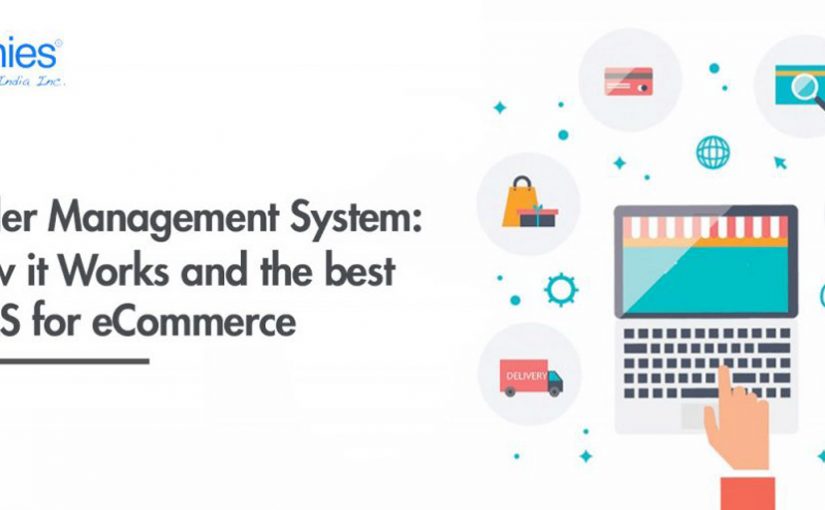 nies
India Inc..
der Management System:
it Works and the best
S for eCommerce
DELIVERY